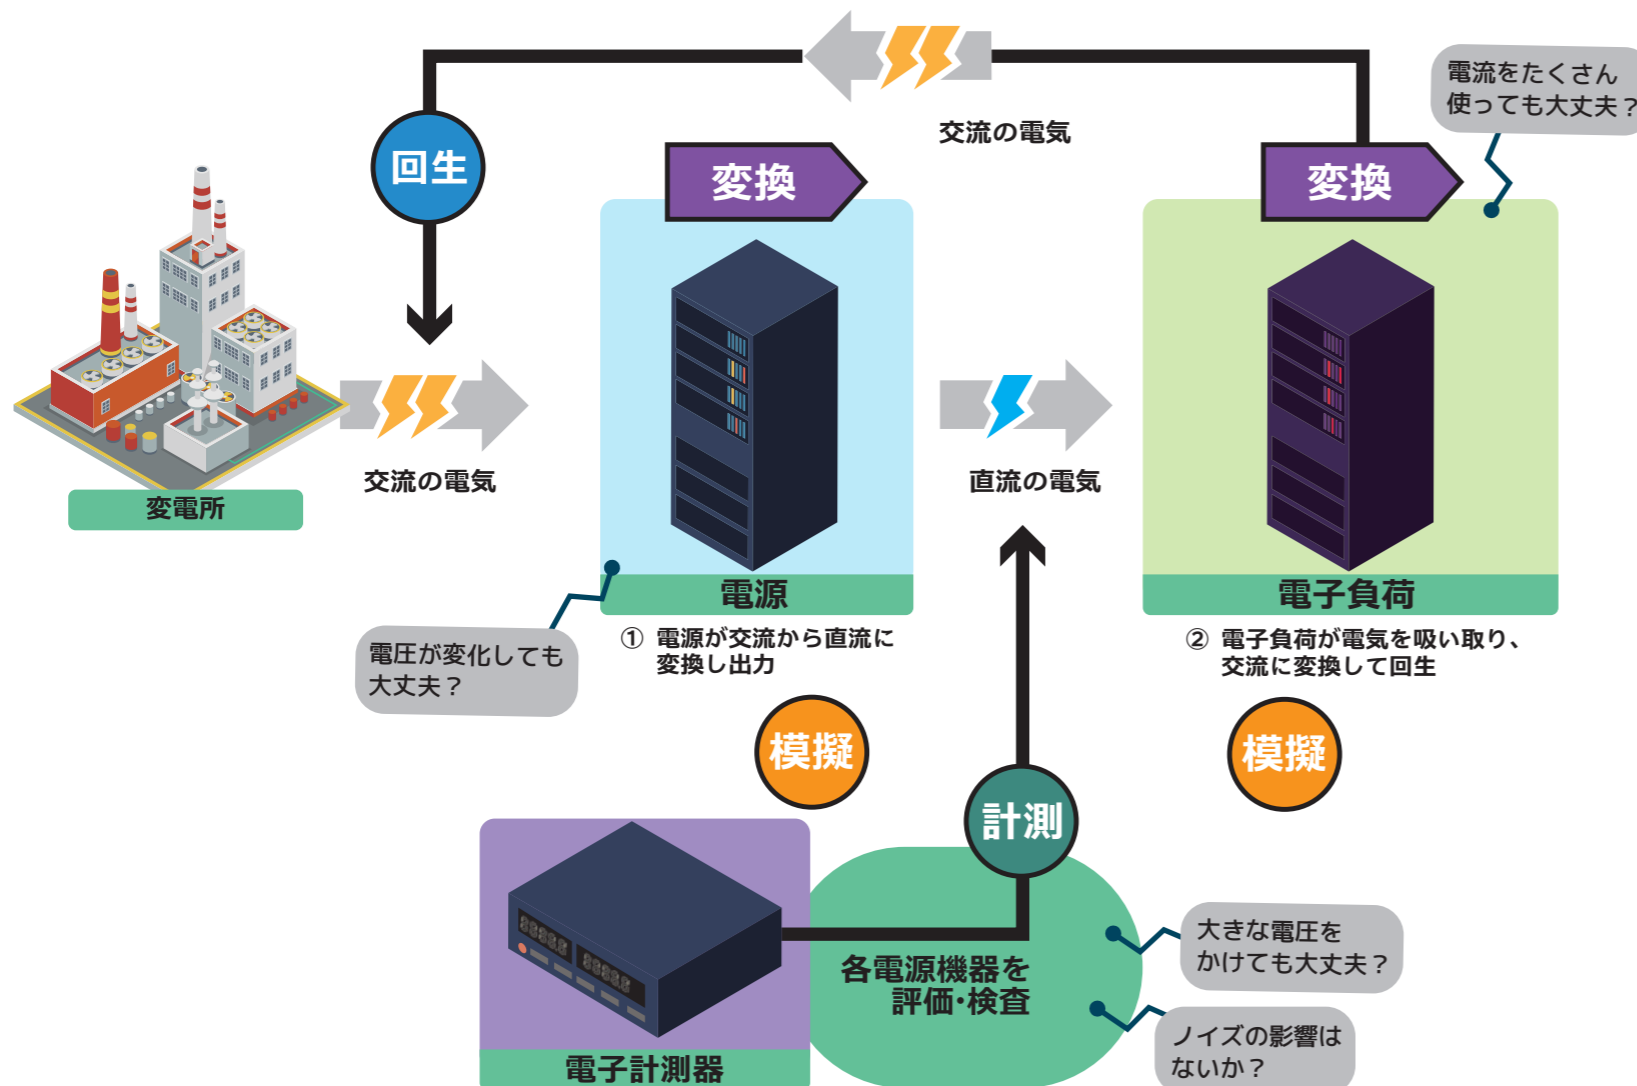 電流をたくさん
使っても大丈夫？
交流の電気
回生
変換
変換
交流の電気
直流の電気
変電所
電源
電子負荷
① 電源が交流から直流に
変換し出力
② 電子負荷が電気を吸い取り、
交流に変換して回生
電圧が変化しても
大丈夫？
模擬
模擬
計測
大きな電圧を
かけても大丈夫？
各電源機器を
評価・検査
ノイズの影響は
ないか？
電子計測器